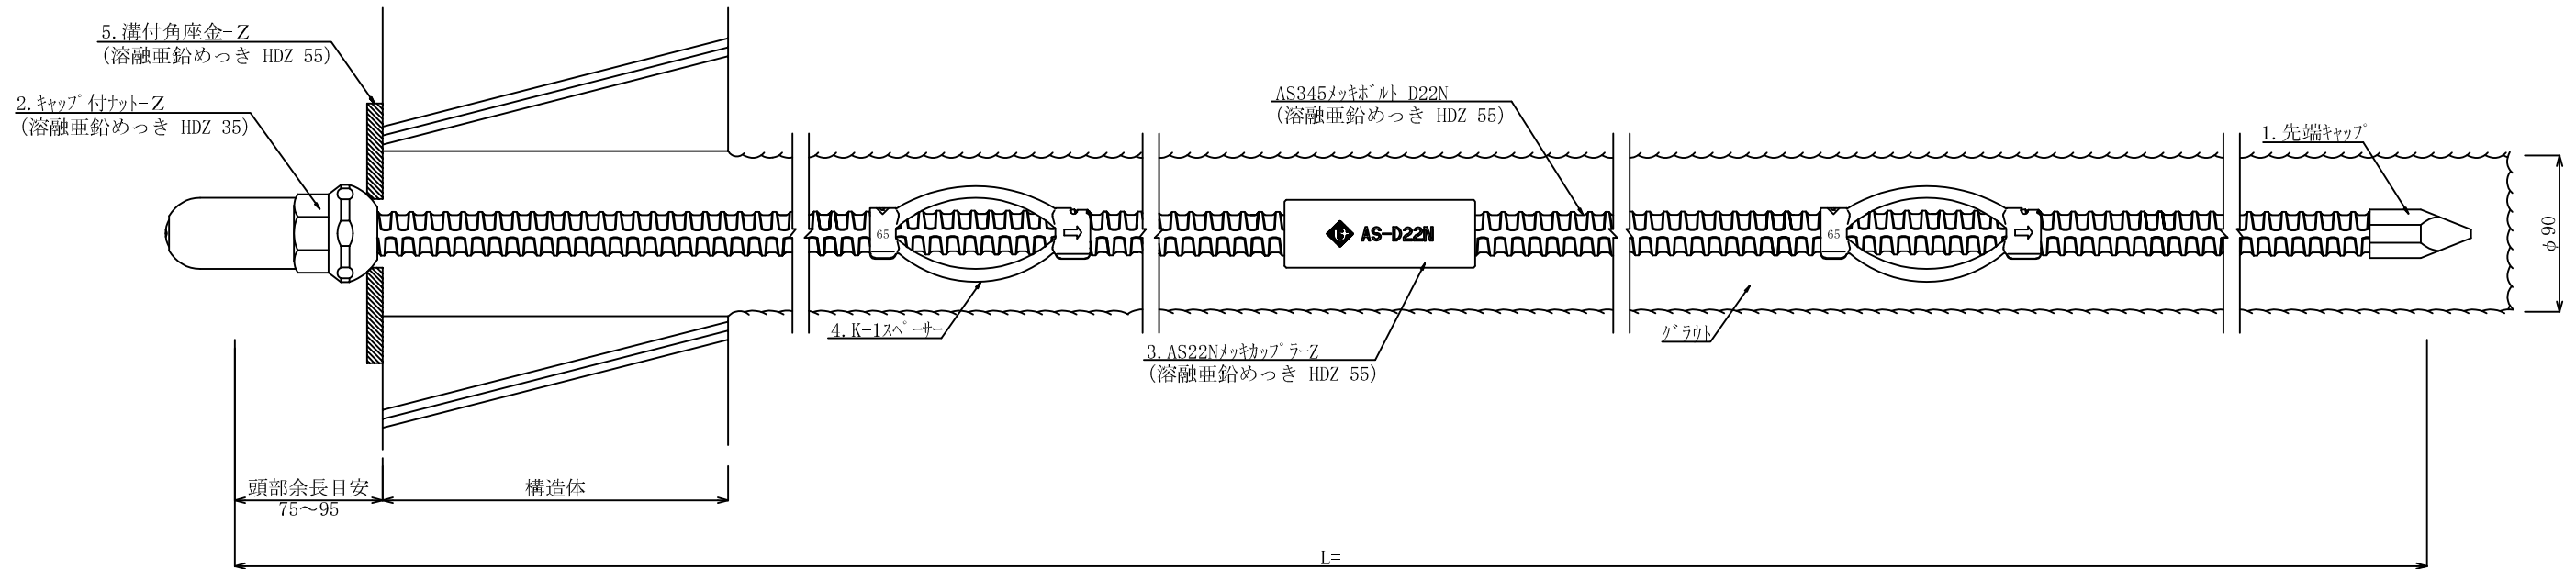 5.溝付角座金-Z
(溶融亜鉛めっき HDZ 55)
2.ｷｬｯﾌﾟ付ﾅｯﾄ-Z
(溶融亜鉛めっき HDZ 35)
AS345ﾒｯｷﾎﾞﾙﾄ D22N
(溶融亜鉛めっき HDZ 55)
1.先端ｷｬｯﾌﾟ
65
AS-D22N
65
φ90
4.K-1ｽﾍﾟｰｻｰ
3.AS22NﾒｯｷｶｯﾌﾟﾗｰZ
(溶融亜鉛めっき HDZ 55)
ｸﾞﾗｳﾄ
頭部余長目安
75～95
構造体
L=